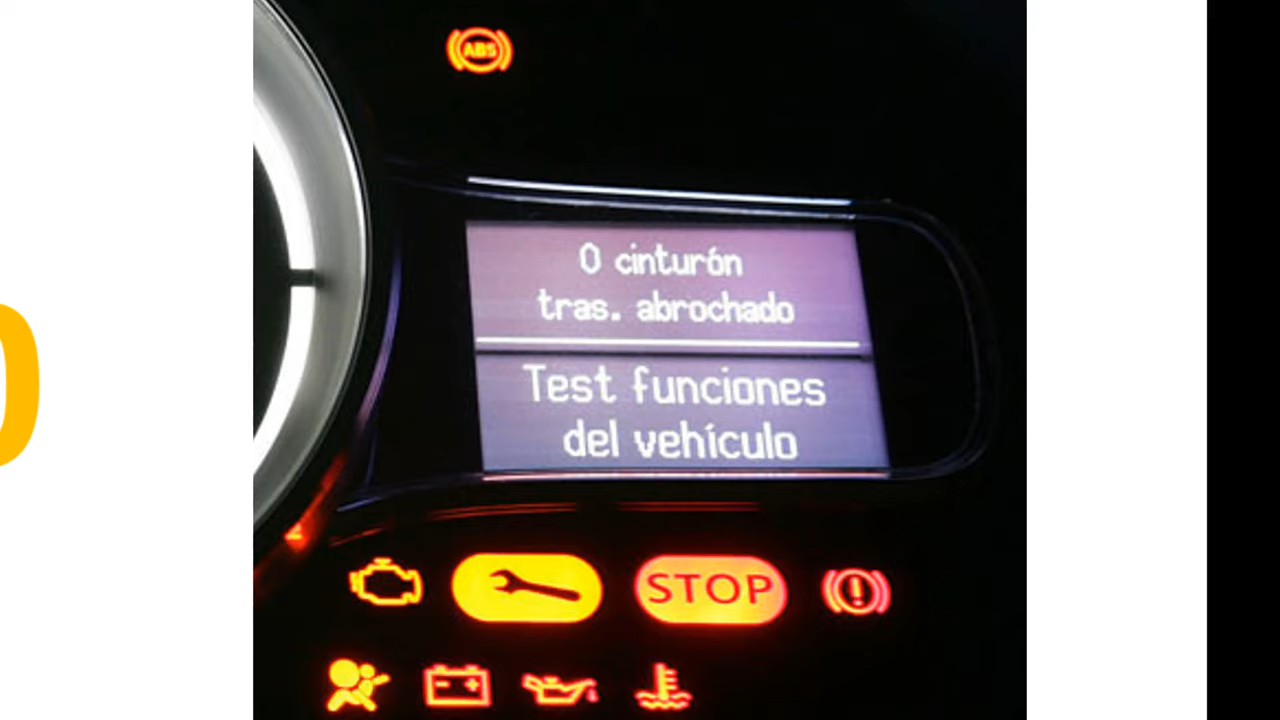 ABS
0 cinturón
tras. abrochado
Test funciones
del vehículo
STOP